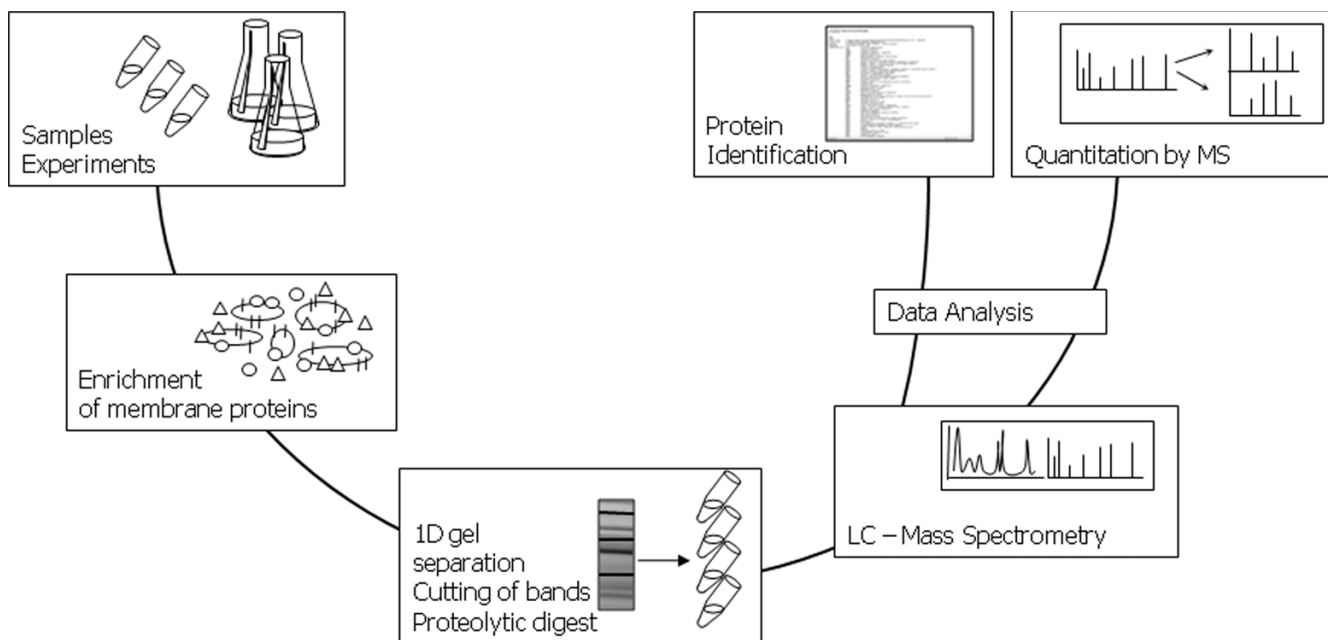 Samples
Experiments
Enrichment
of membrane proteins
1D gel
separation
Cutting of bands
Proteolytic digest
LC – Mass Spectrometry
Data Analysis
Protein
Identification
Quantitation by MS